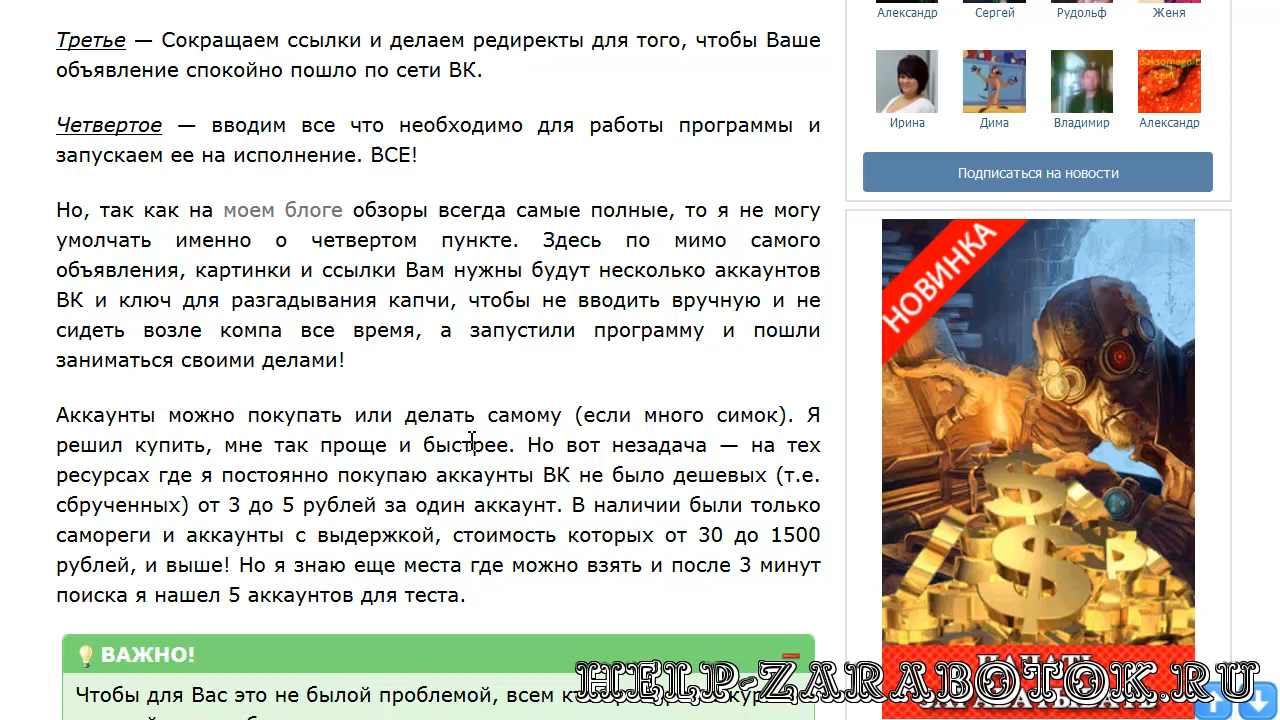 Третье — Сокращаем ссылки и делаем редиректы для того, чтобы Ваше
объявление спокойно пошло по сети ВК.
Четвертое — вводим все что необходимо для работы программы и
запускаем ее на исполнение. ВСЕ!
Но, так как на моем блоге обзоры всегда самые полные, то я не могу
умолчать именно о четвертом пункте. Здесь по мимо самого
объявления, картинки и ссылки Вам нужны будут несколько аккаунтов
ВК и ключ для разгадывания капчи, чтобы не вводить вручную и не
сидеть возле компа все время, а запустили программу и пошли
заниматься своими делами!
Аккаунты можно покупать или делать самому (если много симок). Я
решил купить, мне так проще и быстрее. Но вот незадача — на тех
ресурсах где я постоянно покупаю аккаунты ВК не было дешевых (т.е.
сбрученных) от 3 до 5 рублей за один аккаунт. В наличии были только
самореги и аккаунты с выдержкой, стоимость которых от 30 до 1500
рублей, и выше! Но я знаю еще места где можно взять и после 3 минут
поиска я нашел 5 аккаунтов для теста.
ВАЖНО!
Чтобы для Вас это не былой проблемой, всем
Александр Сергей Рудольф Женя
Ирина Дима Владимир Александр
Подписаться на новости
НОВИНКА
HELP-ZARABOTOK.RU